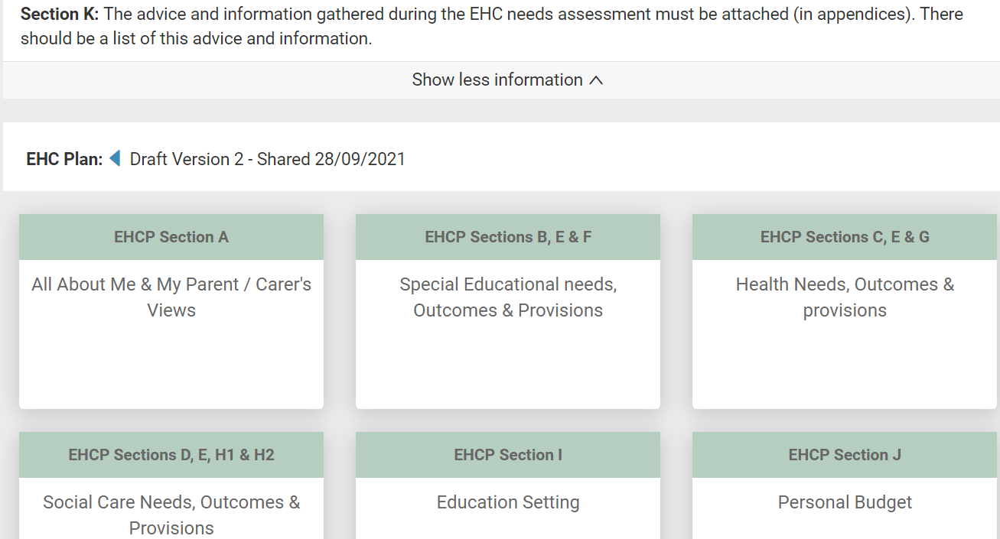 Section K: The advice and information gathered during the EHC needs assessment must be attached (in appendices). There
should be a list of this advice and information.
Show less information
EHC Plan: Draft Version 2 - Shared 28/09/2021
EHCP Section A
All About Me & My Parent / Carer's
Views
EHCP Sections B, E & F
Special Educational needs,
Outcomes & Provisions
EHCP Sections C, E & G
Health Needs, Outcomes &
provisions
EHCP Sections D, E, H1 & H2
Social Care Needs, Outcomes &
Provisions
EHCP Section I
Education Setting
EHCP Section J
Personal Budget